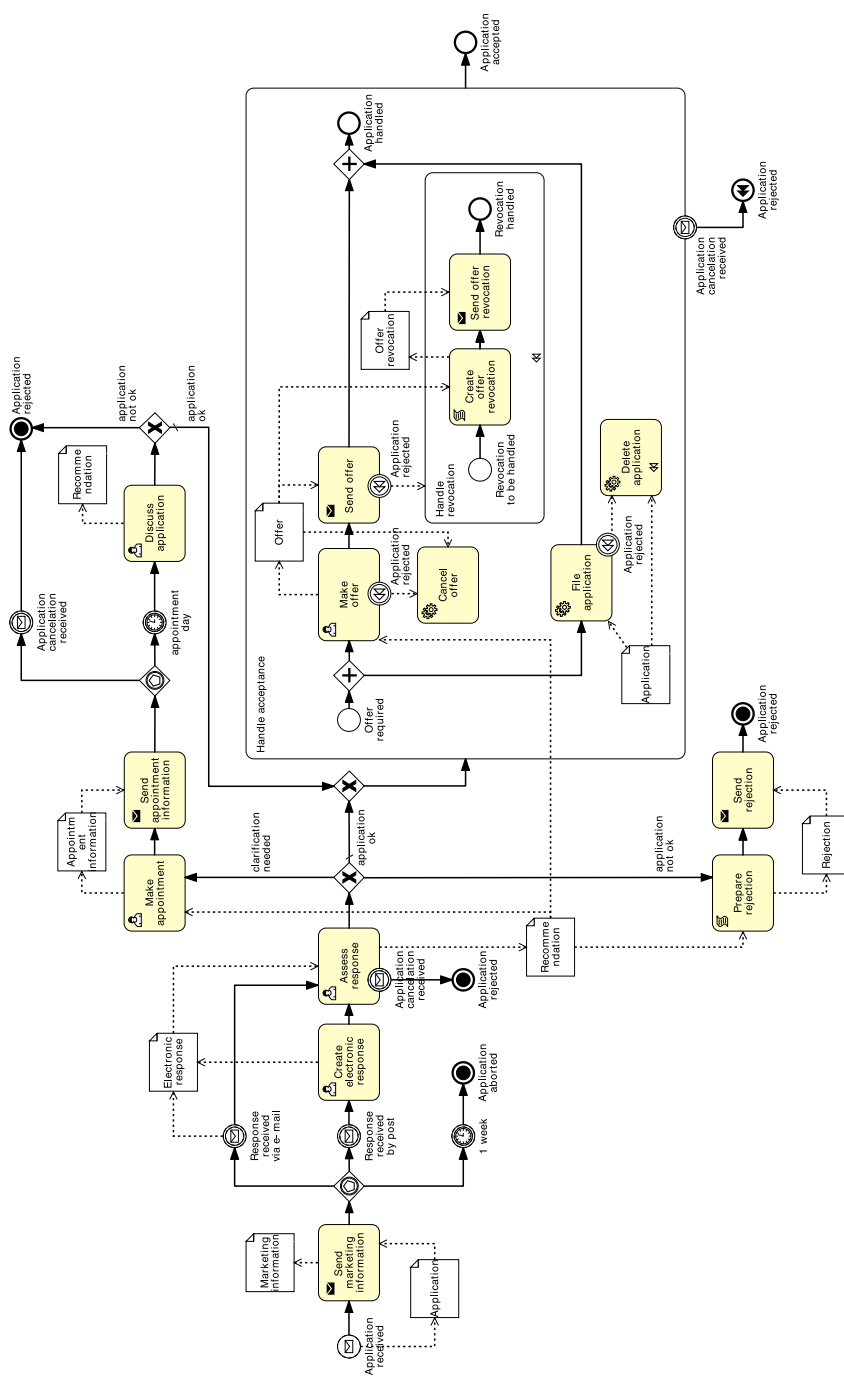 Application
received
Application
Send
marketing
information
Marketing
information
Response
received
via e- mail
Response
received
by post
1 week
Application
aborted
Electronic
response
Create
electronic
response
Assess
response
Application
cancelation
received
Application
rejected
Recomme
ndation
clarification
needed
application
ok
application
not ok
Make
appointment
Appointm
ent
information
Send
appointment
information
Application
cancelation
received
appointment
day
Discuss
application
Recomme
ndation
application
not ok
application
ok
Application
rejected
Prepare
rejection
Rejection
Send
rejection
Application
rejected
Handle acceptance
Offer
required
Make
offer
Application
rejected
Cancel
offer
Offer
Send offer
Application
rejected
Handle
revocation
Revocation
to be handled
Create
offer
revocation
Offer
revocation
Send offer
revocation
Revocation
handled
Application
File
application
Application
rejected
Delete
application
Application
handled
Application
cancelation
received
Application
rejected
Application
accepted